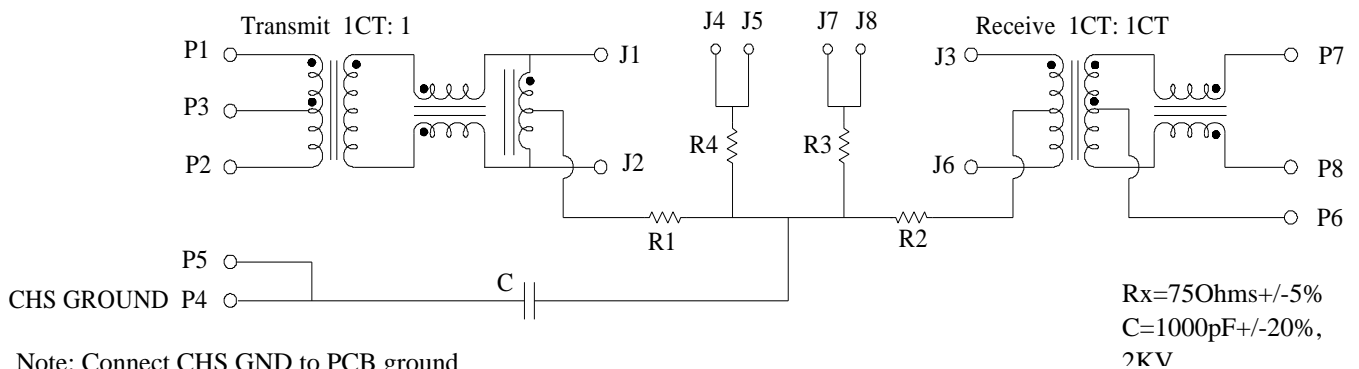 Transmit 1CT: 1
J4 J5 J7 J8
Receive 1CT: 1CT
P1
J1
J3
P7
P3
R4
R3
P2
J2
J6
P8
P6
R1
R2
P5
C
CHS GROUND P4
Rx=75Ohms+/-5%
C=1000pF+/-20%,
2KV
Note: Connect CHS GND to PCB ground